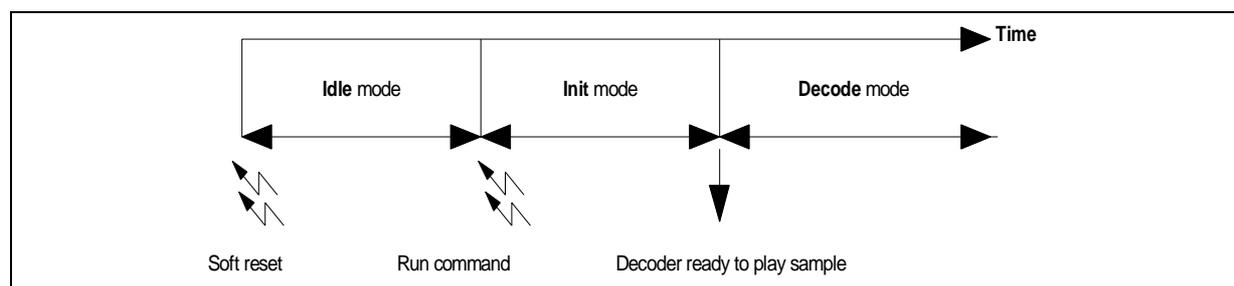 Time
Idle mode
Init mode
Decode mode
Soft reset
Run command
Decoder ready to play sample